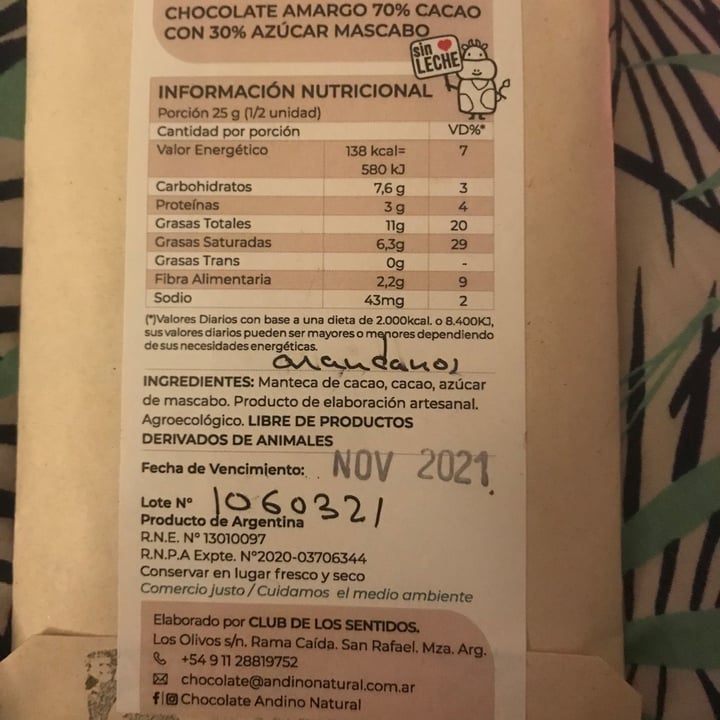 CHOCOLATE AMARGO 70% CACAO
CON 30% AZÚCAR MASCABO
sin
LECHE
INFORMACIÓN NUTRICIONAL
Porción 25 g (1/2 unidad)
Cantidad por porción VD%*
Valor Energético 138 kcal= 7
580 kJ
Carbohidratos 7,6 g 3
Proteínas 3 g 4
Grasas Totales 11g 20
Grasas Saturadas 6,3g 29
Grasas Trans 0g -
Fibra Alimentaria 2,2g 9
Sodio 43mg 2
(*)Valores Diarios con base a una dieta de 2.000kcal. o 8.400KJ,
sus valores diarios pueden ser mayores o menores dependiendo
de sus necesidades energéticas.
arandanos
INGREDIENTES: Manteca de cacao, cacao, azúcar
de mascabo. Producto de elaboración artesanal.
Agroecológico. LIBRE DE PRODUCTOS
DERIVADOS DE ANIMALES
Fecha de Vencimiento: NOV 2021
Lote Nº 1060321
Producto de Argentina
R.N.E. Nº 13010097
R.N.P.A Expte. Nº2020-03706344
Conservar en lugar fresco y seco
Comercio justo / Cuidamos el medio ambiente
Elaborado por CLUB DE LOS SENTIDOS.
Los Olivos s/n. Rama Caída. San Rafael. Mza. Arg.
+54 9 11 28819752
chocolate@andinonatural.com.ar
Chocolate Andino Natural